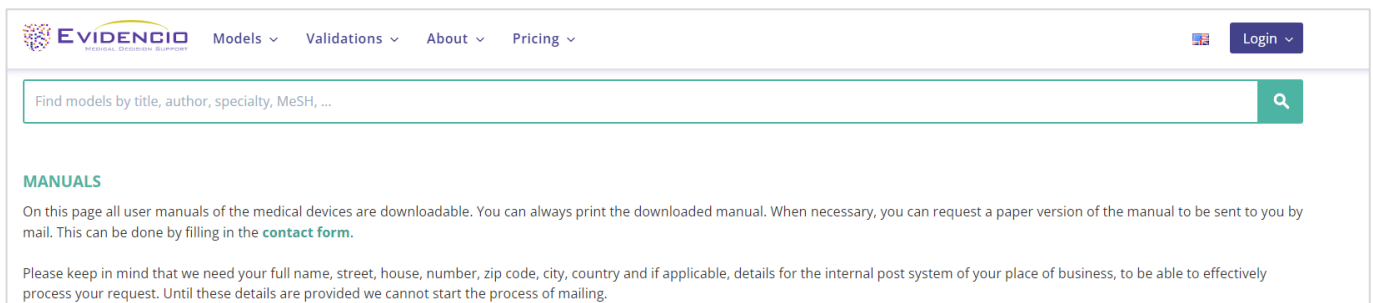 EVIDENCIO Models Validations About Pricing Login
MEDICAL DECISION SUPPORT
Find models by title, author, specialty, MeSH, ...
MANUALS
On this page all user manuals of the medical devices are downloadable. You can always print the downloaded manual. When necessary, you can request a paper version of the manual to be sent to you by
mail. This can be done by filling in the contact form.
Please keep in mind that we need your full name, street, house, number, zip code, city, country and if applicable, details for the internal post system of your place of business, to be able to effectively
process your request. Until these details are provided we cannot start the process of mailing.